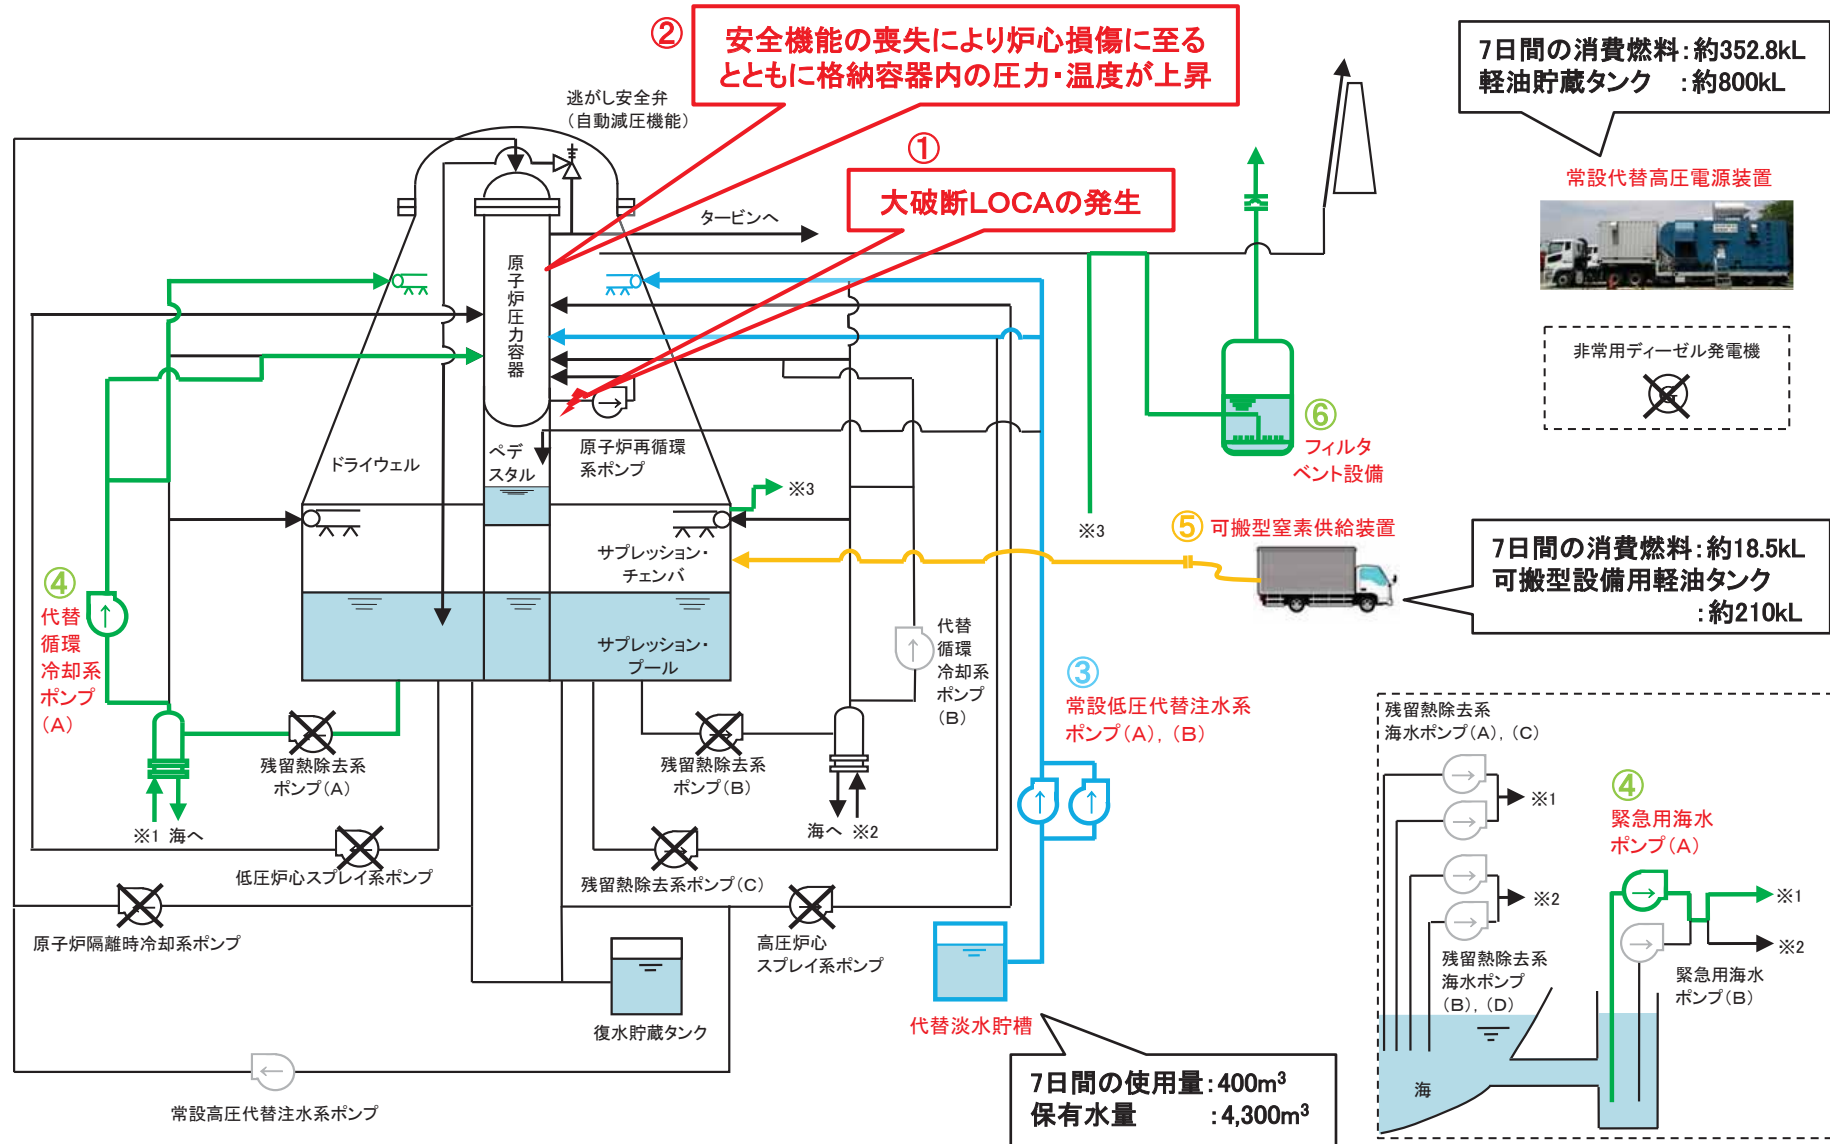 ②
安全機能の喪失により炉心損傷に至る
とともに格納容器内の圧力・温度が上昇
7日間の消費燃料：約352.8kL
軽油貯蔵タンク　：約800kL
逃がし安全弁
（自動減圧機能）
①
大破断LOCAの発生
常設代替高圧電源装置
タービンへ
原子炉圧力容器
非常用ディーゼル発電機
⑥
フィルタ
ベント設備
ドライウェル
ペデ
スタル
原子炉再循環
系ポンプ
※3
※3
⑤
可搬型窒素供給装置
7日間の消費燃料：約18.5kL
可搬型設備用軽油タンク
：約210kL
サプレッション・
チェンバ
サプレッション・
プール
④
代替
循環
冷却系
ポンプ
（A）
代替
循環
冷却系
ポンプ
（B）
③
常設低圧代替注水系
ポンプ（A），（B）
残留熱除去系
海水ポンプ（A），（C）
残留熱除去系
ポンプ（A）
残留熱除去系
ポンプ（B）
※1
④
緊急用海水
ポンプ（A）
※1 海へ
海へ ※2
低圧炉心スプレイ系ポンプ
残留熱除去系ポンプ（C）
※2
※1
原子炉隔離時冷却系ポンプ
高圧炉心
スプレイ系ポンプ
※2
残留熱除去系
海水ポンプ
（B），（D）
緊急用海水
ポンプ（B）
復水貯蔵タンク
代替淡水貯槽
7日間の使用量：400m³
保有水量　　　：4,300m³
海
常設高圧代替注水系ポンプ